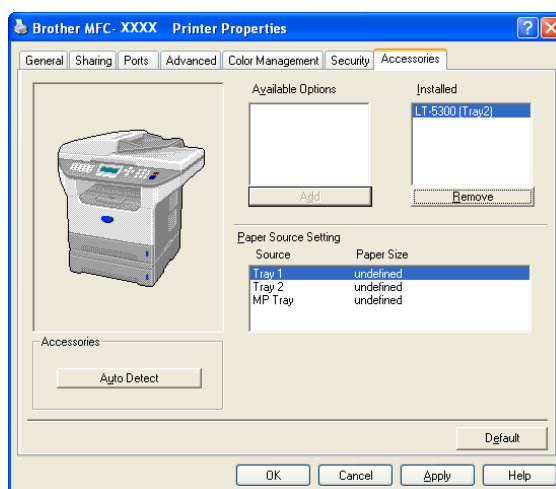 Brother MFC- XXXX Printer Properties
General Sharing Ports Advanced Color Management Security Accessories
Available Options
Installed
LT-5300 (Tray2)
Add
Remove
Paper Source Setting
Source Paper Size
Tray 1 undefined
Tray 2 undefined
MP Tray undefined
Accessories
Auto Detect
Default
OK Cancel Apply Help